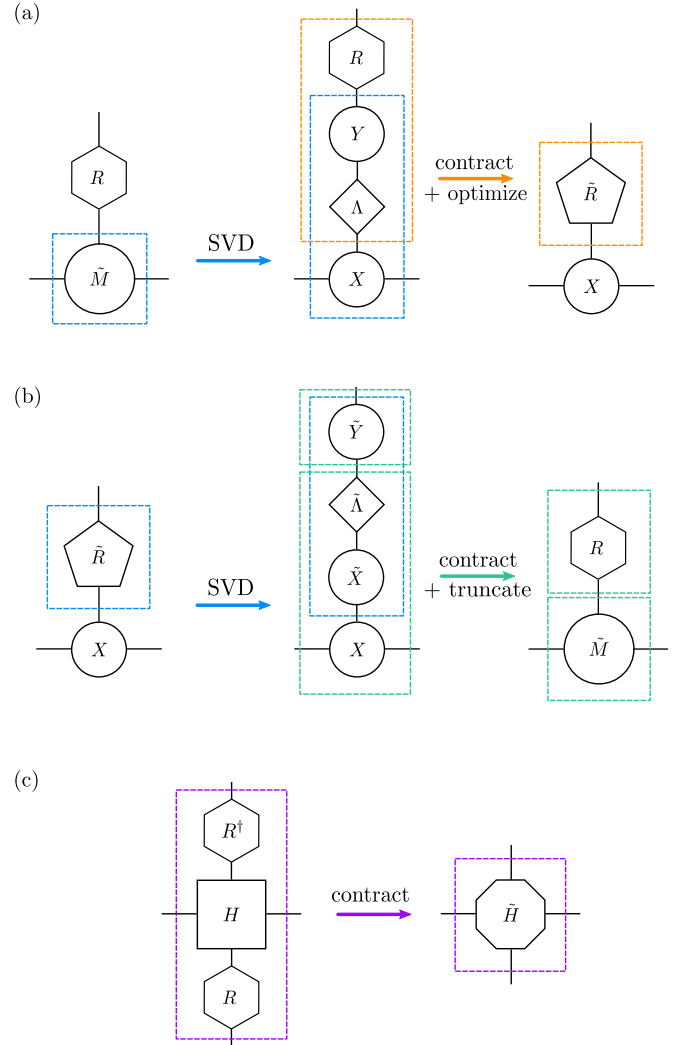 (a)
R
M̃
SVD
R
Y
Λ
X
contract
+ optimize
R̃
X
(b)
R̃
X
SVD
Ỹ
Λ̃
X̃
X
contract
+ truncate
R
M̃
(c)
R†
H
R
contract
H̃